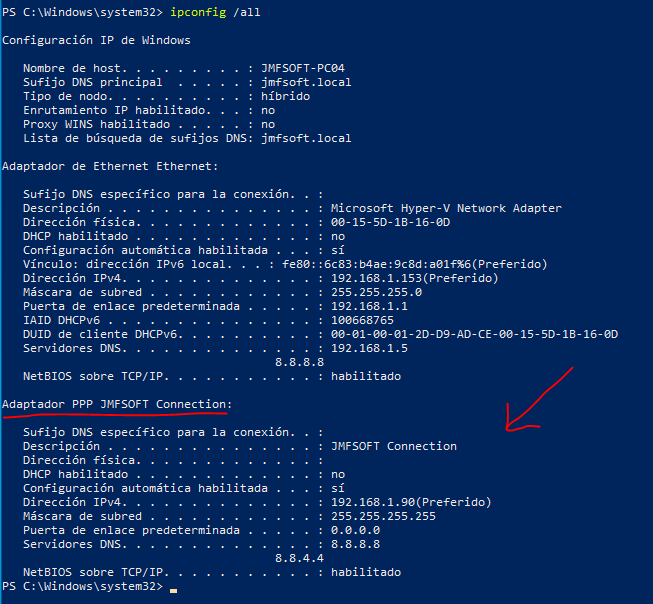 PS C:\Windows\system32> ipconfig /all
Configuración IP de Windows
Nombre de host. . . . . . . . . : JMFSOFT-PC04
Sufijo DNS principal  . . . . . : jmfsoft.local
Tipo de nodo. . . . . . . . . . : híbrido
Enrutamiento IP habilitado. . . : no
Proxy WINS habilitado . . . . . : no
Lista de búsqueda de sufijos DNS: jmfsoft.local
Adaptador de Ethernet Ethernet:
Sufijo DNS específico para la conexión. . :
Descripción . . . . . . . . . . . . . . . : Microsoft Hyper-V Network Adapter
Dirección física. . . . . . . . . . . . . : 00-15-5D-1B-16-0D
DHCP habilitado . . . . . . . . . . . . . : no
Configuración automática habilitada . . . : sí
Vínculo: dirección IPv6 local. . . : fe80::6c83:b4ae:9c8d:a01f%6(Preferido)
Dirección IPv4. . . . . . . . . . . . . . : 192.168.1.153(Preferido)
Máscara de subred . . . . . . . . . . . . : 255.255.255.0
Puerta de enlace predeterminada . . . . . : 192.168.1.1
IAID DHCPv6 . . . . . . . . . . . . . . . : 100668765
DUID de cliente DHCPv6. . . . . . . . . . : 00-01-00-01-2D-D9-AD-CE-00-15-5D-1B-16-0D
Servidores DNS. . . . . . . . . . . . . . : 192.168.1.5
8.8.8.8
NetBIOS sobre TCP/IP. . . . . . . . . . . : habilitado
Adaptador PPP JMFSOFT Connection:
Sufijo DNS específico para la conexión. . :
Descripción . . . . . . . . . . . . . . . : JMFSOFT Connection
Dirección física. . . . . . . . . . . . . :
DHCP habilitado . . . . . . . . . . . . . : no
Configuración automática habilitada . . . : sí
Dirección IPv4. . . . . . . . . . . . . . : 192.168.1.90(Preferido)
Máscara de subred . . . . . . . . . . . . : 255.255.255.255
Puerta de enlace predeterminada . . . . . : 0.0.0.0
Servidores DNS. . . . . . . . . . . . . . : 8.8.8.8
8.8.4.4
NetBIOS sobre TCP/IP. . . . . . . . . . . : habilitado
PS C:\Windows\system32>